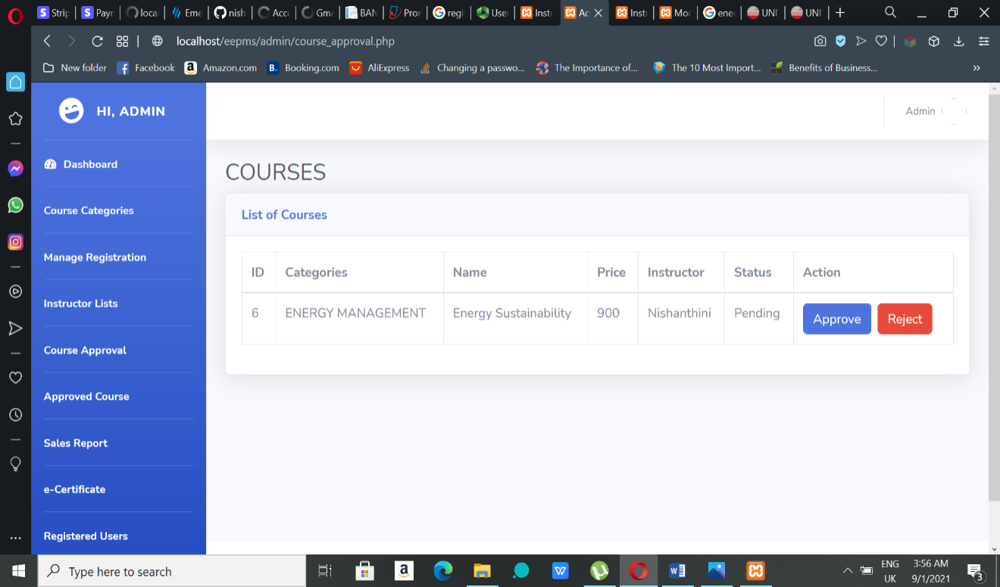 Strip
Payn
loca
Eme
nish
Acc
Gma
BAN
Pror
regi
User
Instr
Ac
Instr
Moc
ener
UNI
UNI
localhost/eepms/admin/course_approval.php
New folder
Facebook
Amazon.com
Booking.com
AliExpress
Changing a passwo...
The Importance of...
The 10 Most Import...
Benefits of Business...
HI, ADMIN
Admin
Dashboard
Course Categories
Manage Registration
Instructor Lists
Course Approval
Approved Course
Sales Report
e-Certificate
Registered Users
COURSES
List of Courses
ID Categories Name Price Instructor Status Action
6 ENERGY MANAGEMENT Energy Sustainability 900 Nishanthini Pending Approve Reject
Type here to search
ENG
UK
3:56 AM
9/1/2021
3